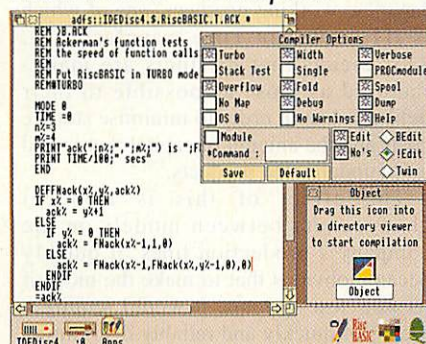 adfs::IDEDisc4.$.RiscBASIC.T.ACK *
REM >B.ACK
REM Ackerman's function tests
REM the speed of function calls
REM
REM Put RiscBASIC in TURBO mode
REM#TURBO
MODE 0
TIME =0
n%=3
m%=4
PRINT"ack(";n%;",";m%;") is ";F
PRINT TIME/100;" secs"
END
DEFFNack(x%,y%,ack%)
IF x% = 0 THEN
ack% = y%+1
ELSE
IF y% = 0 THEN
ack% = FNack(x%-1,1,0)
ELSE
ack% = FNack(x%-1,FNack(x%,y%-1,0),0)
ENDIF
ENDIF
=ack%
Compiler Options
Turbo Width Verbose
Stack Test Single PROCmodule
Overflow Fold Spool
No Map Debug Dump
OS 0 No Warnings Help
Module Edit BEdit
*Command : No's !Edit
Twin
Save Default
Object
Drag this icon into
a directory viewer
to start compilation
Object
IDEDisc4 :0 Apps
Risc
BASIC